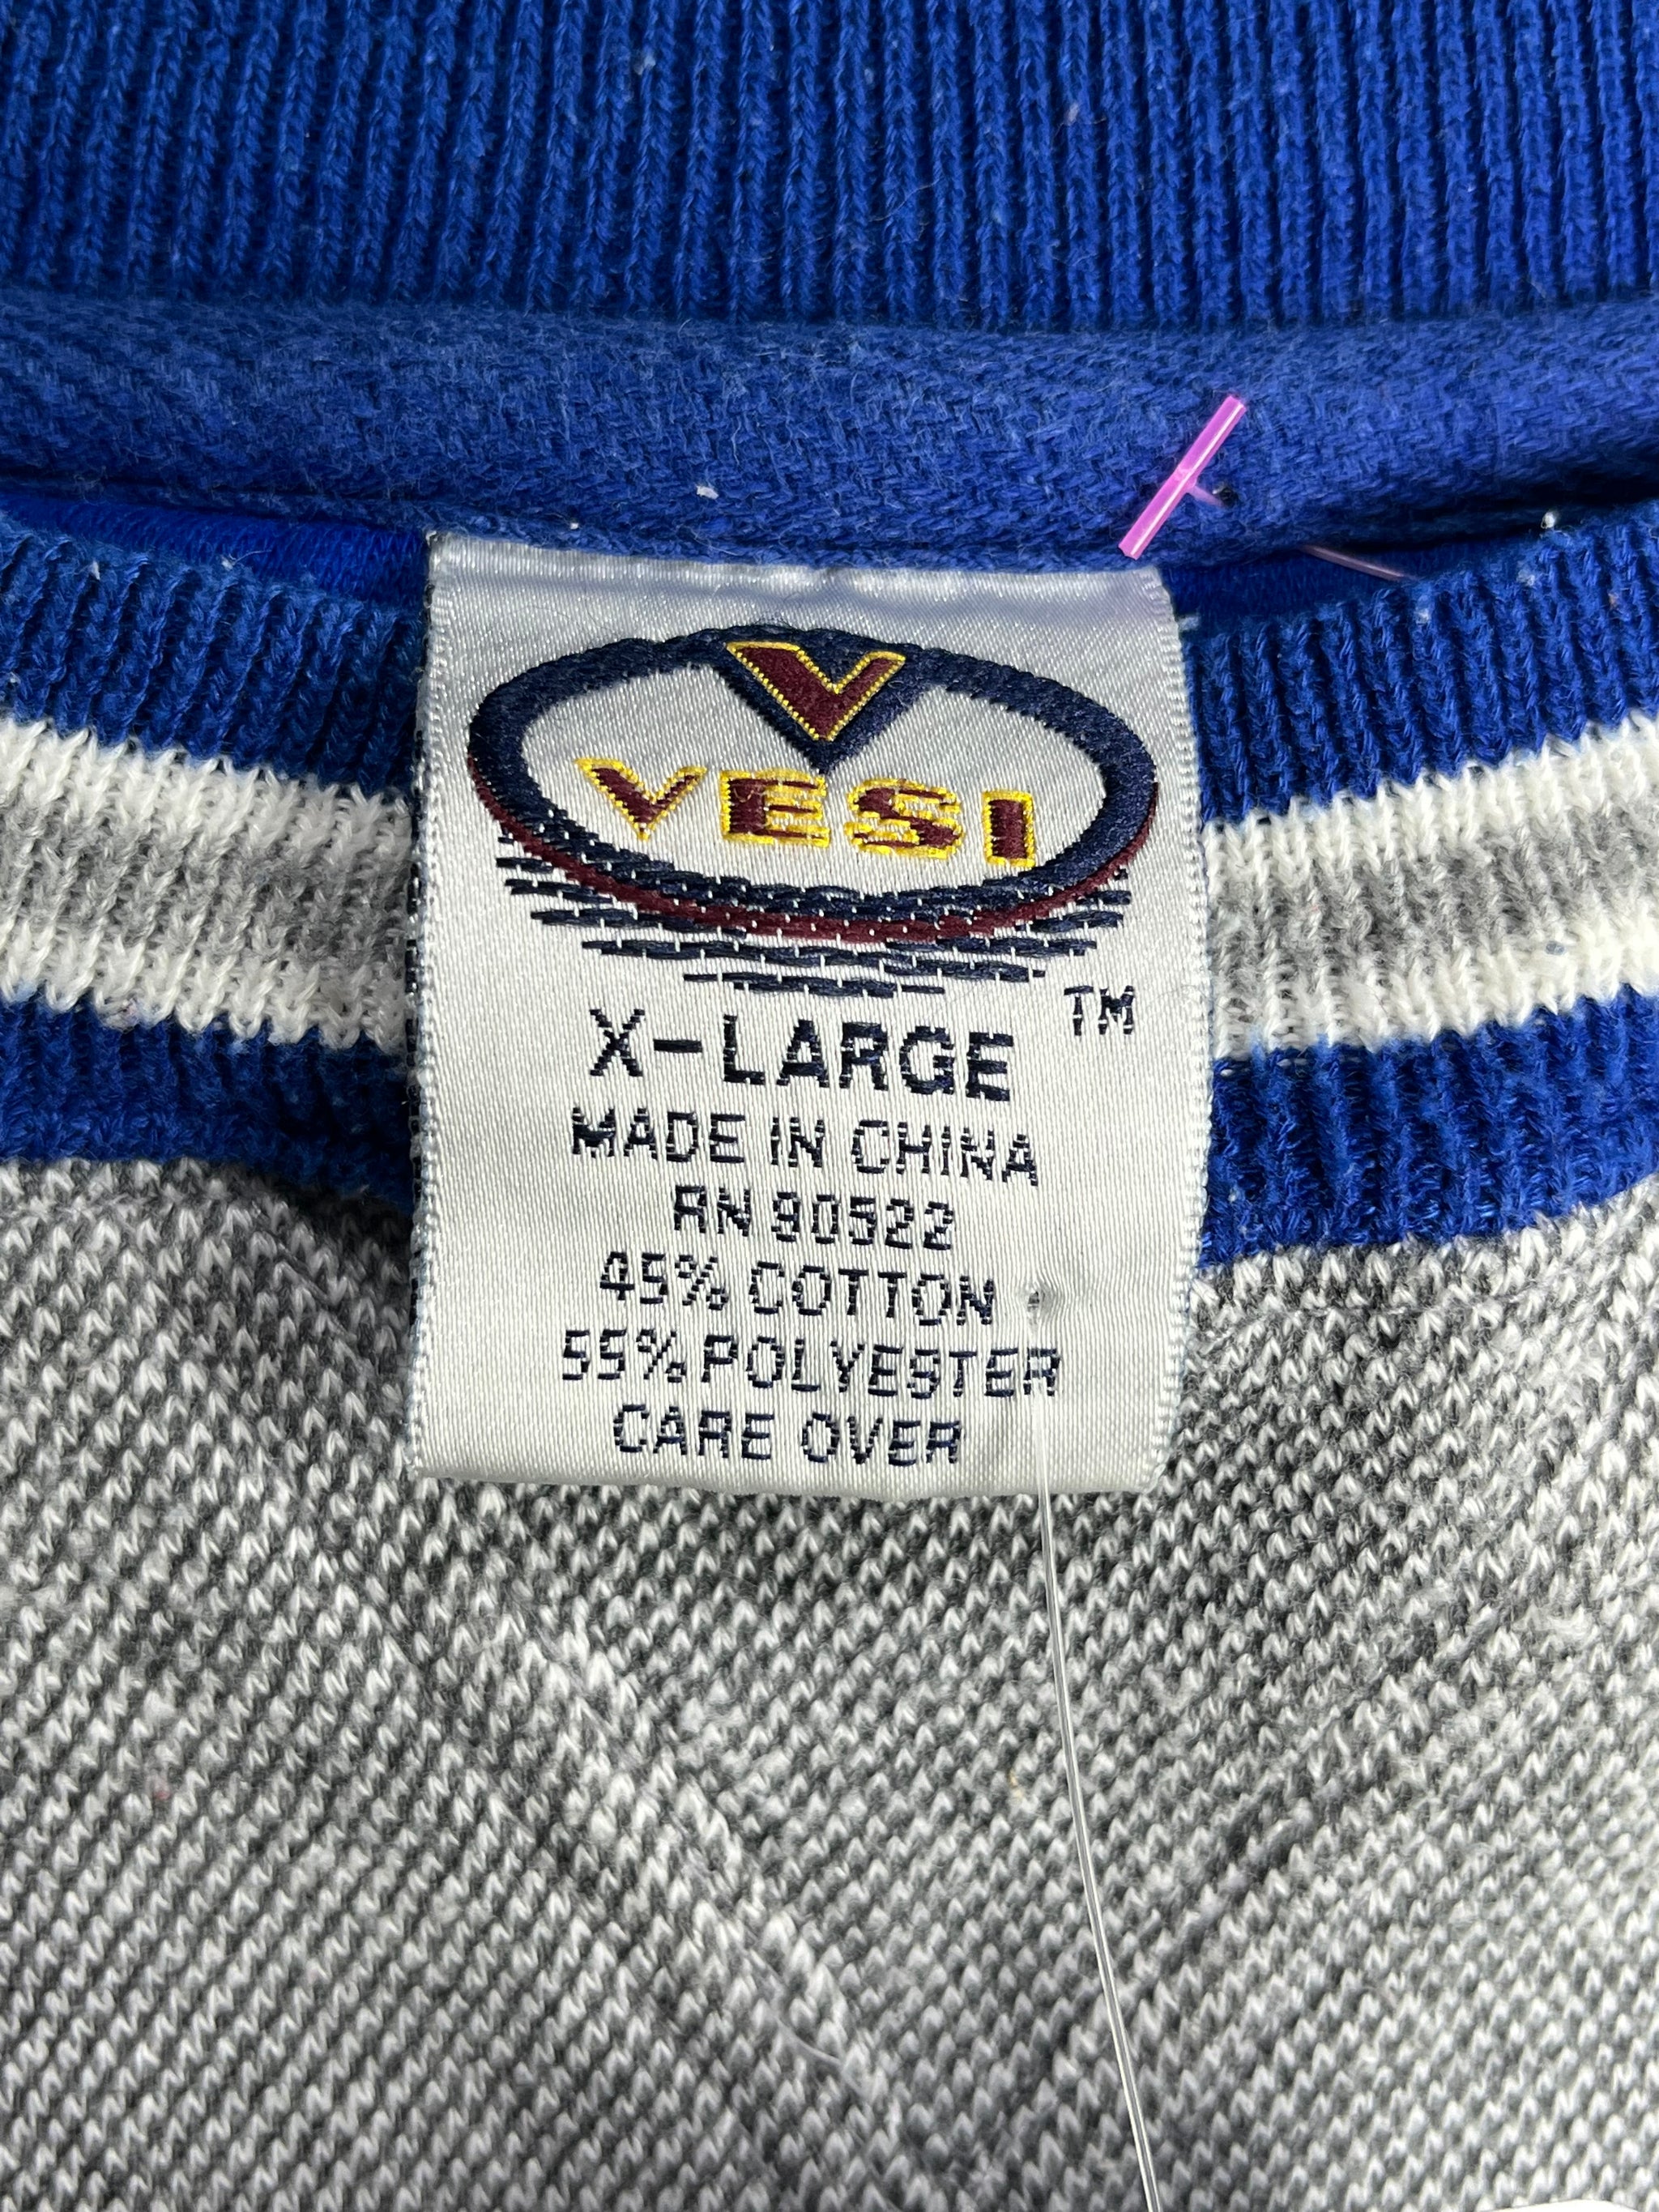 V
VESI
TM
X-LARGE
MADE IN CHINA
RN 90522
45% COTTON
55% POLYESTER
CARE OVER